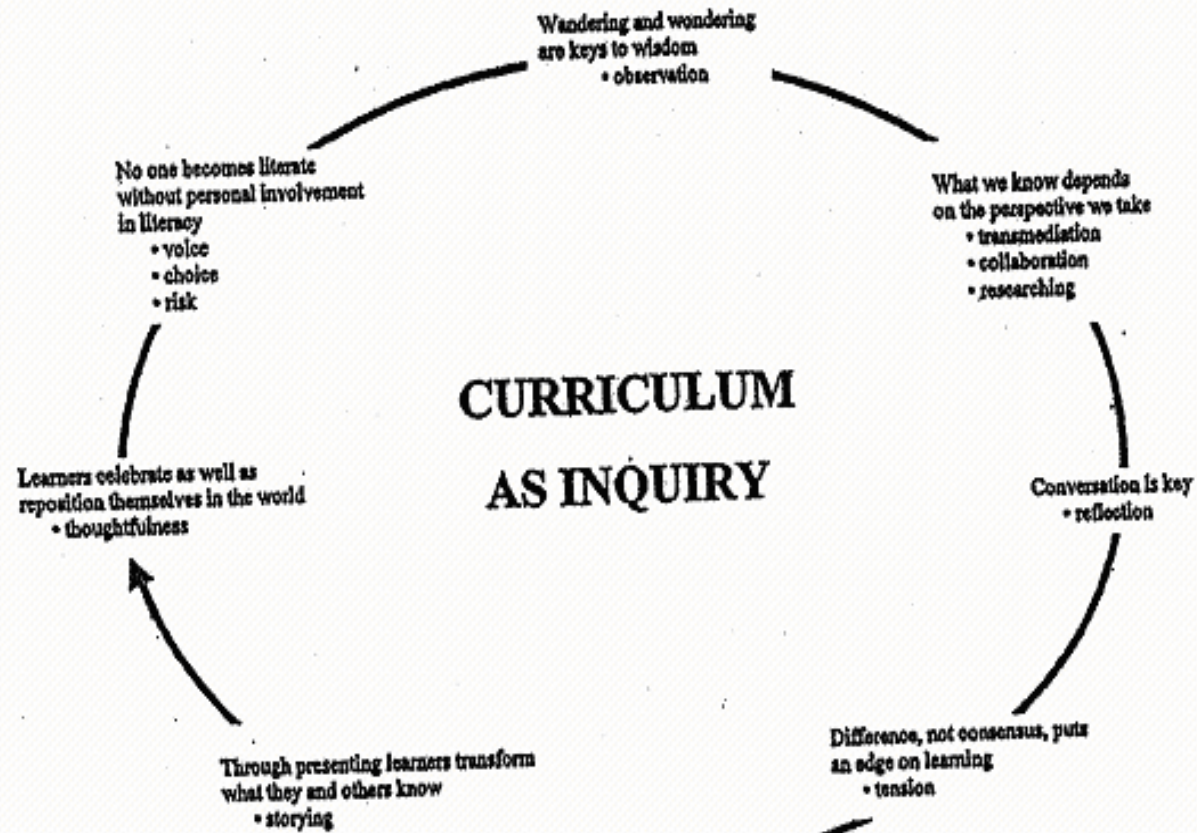 Wandering and wondering
are keys to wisdom
• observation
No one becomes literate
without personal involvement
in literacy
• voice
• choice
• risk
What we know depends
on the perspective we take
• transmediation
• collaboration
• researching
CURRICULUM
AS INQUIRY
Learners celebrate as well as
reposition themselves in the world
• thoughtfulness
Conversation is key
• reflection
Difference, not consensus, puts
an edge on learning
• tension
Through presenting learners transform
what they and others know
• storying